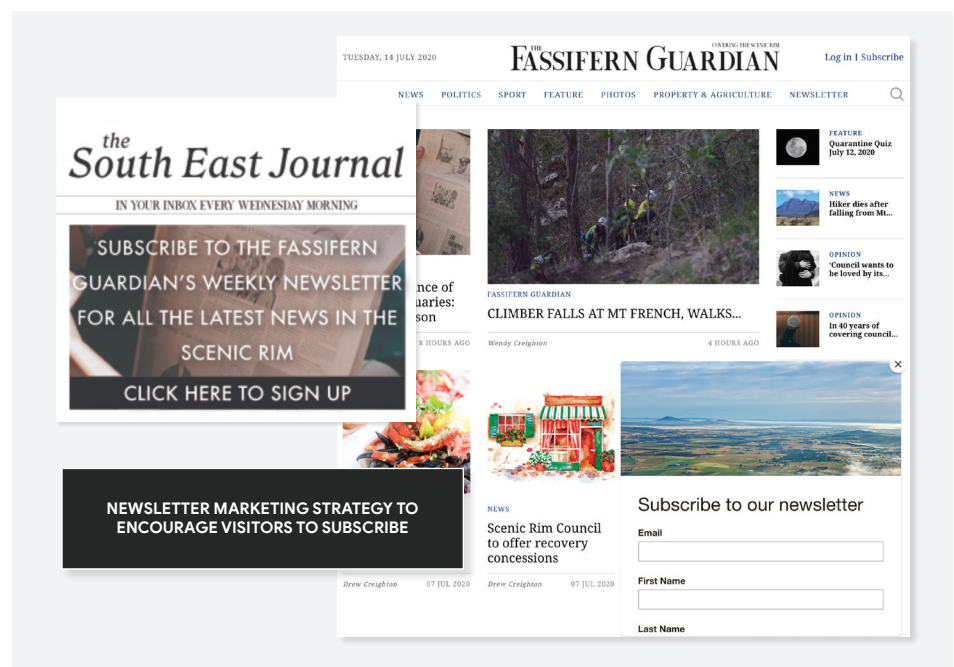 TUESDAY, 14 JULY 2020
COVERING THE SCENIC RIM
THE
FASSIFERN GUARDIAN
Log in | Subscribe
NEWS POLITICS SPORT FEATURE PHOTOS PROPERTY & AGRICULTURE NEWSLETTER
the
South East Journal
IN YOUR INBOX EVERY WEDNESDAY MORNING
SUBSCRIBE TO THE FASSIFERN
GUARDIAN'S WEEKLY NEWSLETTER
FOR ALL THE LATEST NEWS IN THE
SCENIC RIM
CLICK HERE TO SIGN UP
nce of
uaries:
son
8 HOURS AGO
FASSIFERN GUARDIAN
CLIMBER FALLS AT MT FRENCH, WALKS...
Wendy Creighton
4 HOURS AGO
FEATURE
Quarantine Quiz
July 12, 2020
NEWS
Hiker dies after
falling from Mt...
OPINION
'Council wants to
be loved by its...
OPINION
In 40 years of
covering council...
NEWSLETTER MARKETING STRATEGY TO
ENCOURAGE VISITORS TO SUBSCRIBE
Drew Creighton
07 JUL 2020
NEWS
Scenic Rim Council
to offer recovery
concessions
Drew Creighton
07 JUL 2020
Subscribe to our newsletter
Email
First Name
Last Name